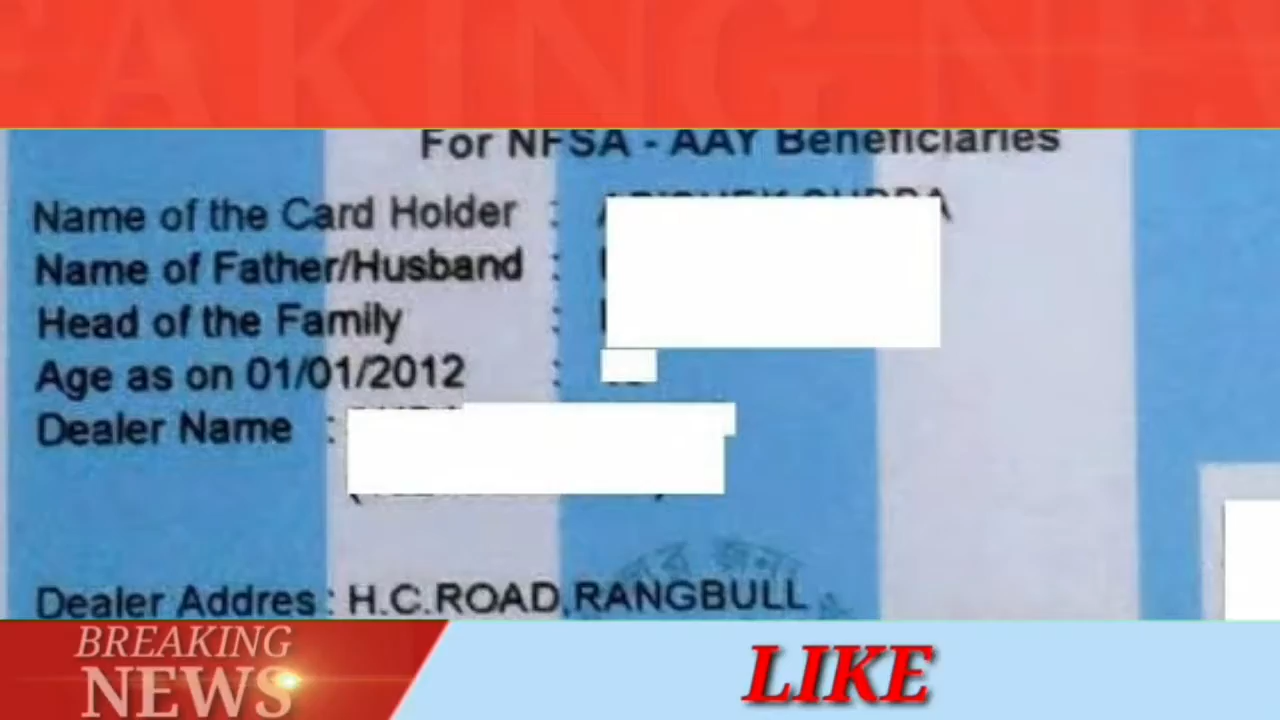 For NFSA - AAY Beneficiaries
Name of the Card Holder :
Name of Father/Husband :
Head of the Family :
Age as on 01/01/2012 :
Dealer Name :
Dealer Addres : H.C.ROAD,RANGBULL
BREAKING
NEWS
LIKE